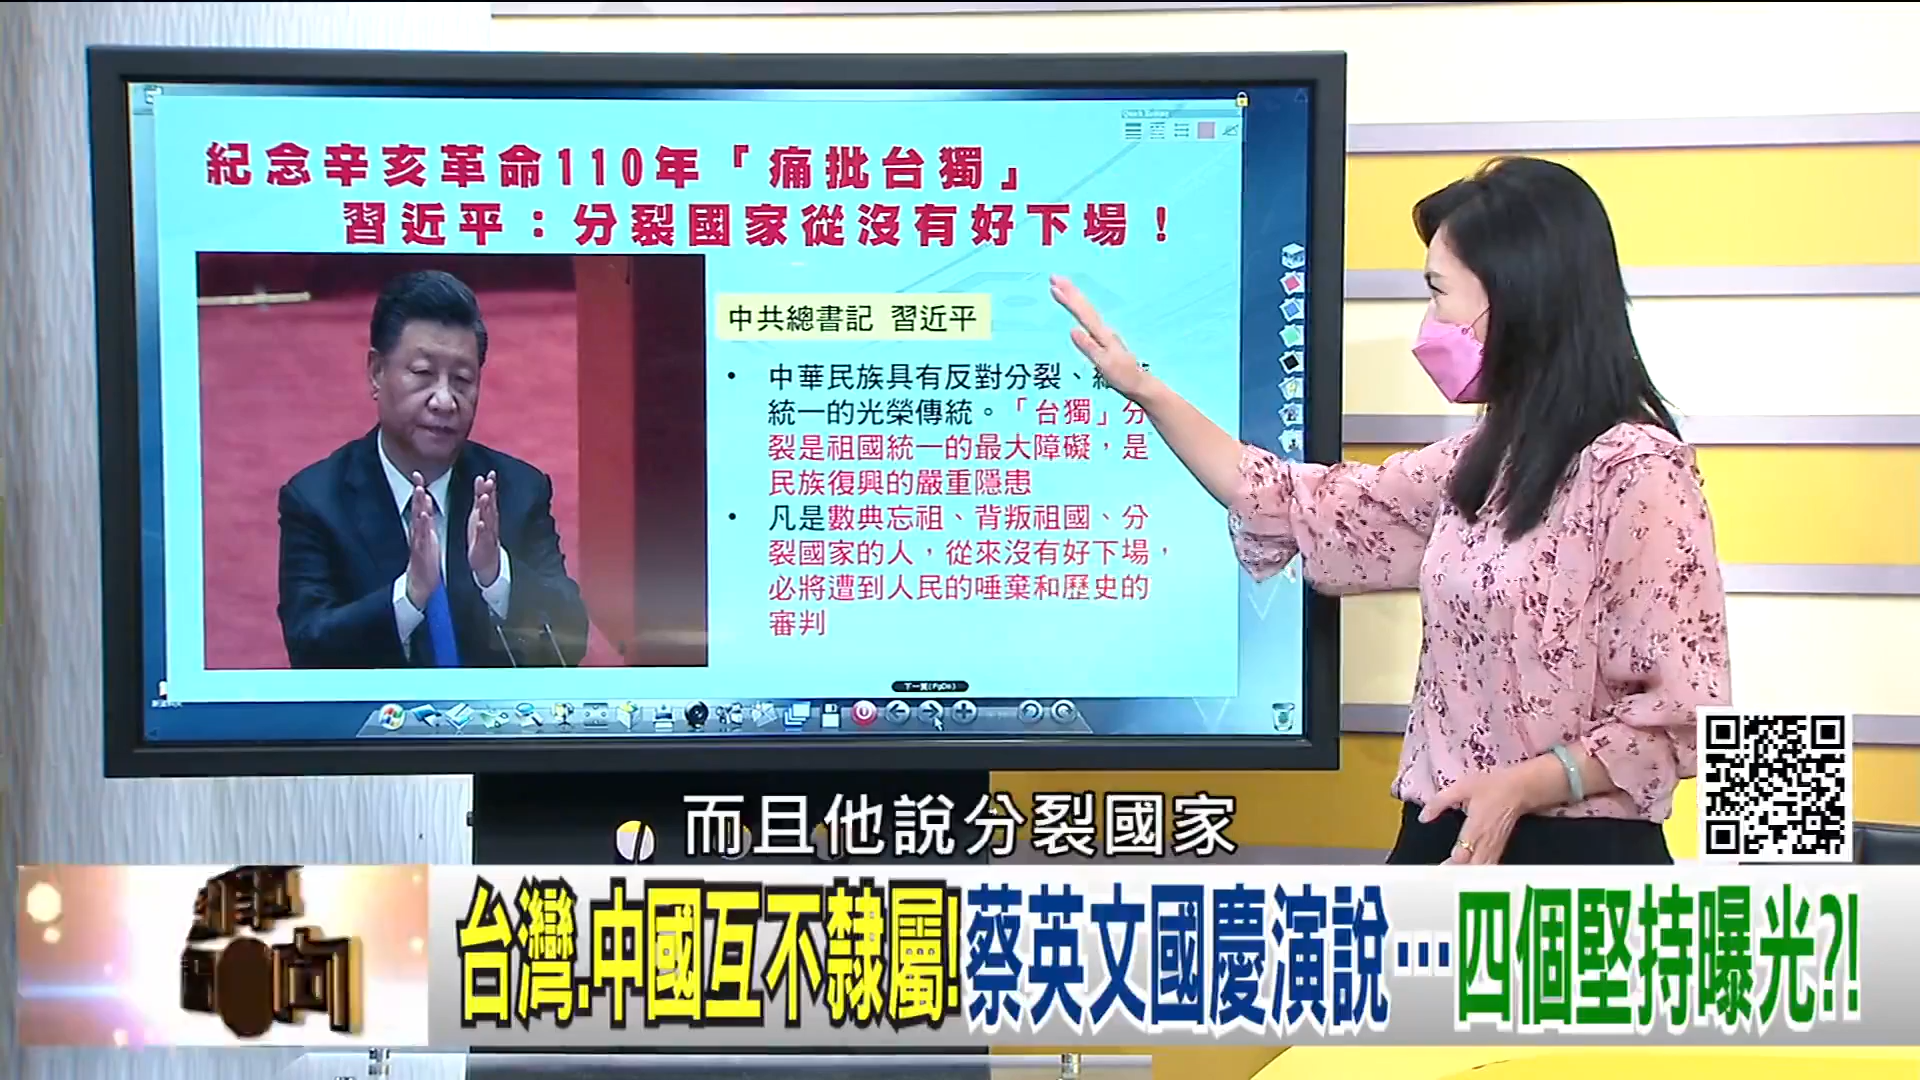 紀念辛亥革命110年「痛批台獨」
習近平：分裂國家從沒有好下場！
中共總書記 習近平
• 中華民族具有反對分裂、
統一的光榮傳統。「台獨」分
裂是祖國統一的最大障礙，是
民族復興的嚴重隱患
• 凡是數典忘祖、背叛祖國、分
裂國家的人，從來沒有好下場，
必將遭到人民的唾棄和歷史的
審判
下一頁(PgDn)
而且他說分裂國家
台灣.中國互不隸屬!蔡英文國慶演說…四個堅持曝光?!